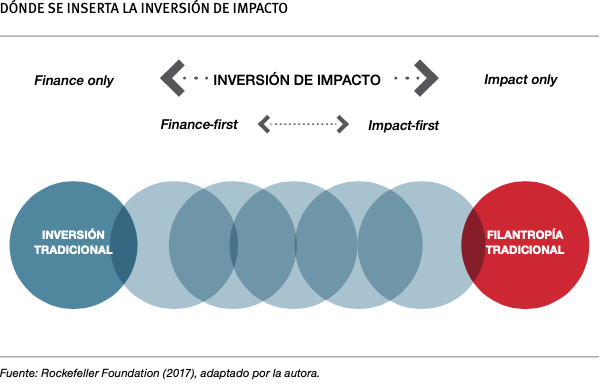 DÓNDE SE INSERTA LA INVERSIÓN DE IMPACTO
Finance only
INVERSIÓN DE IMPACTO
Impact only
Finance-first
Impact-first
INVERSIÓN
TRADICIONAL
FILANTROPÍA
TRADICIONAL
Fuente: Rockefeller Foundation (2017), adaptado por la autora.